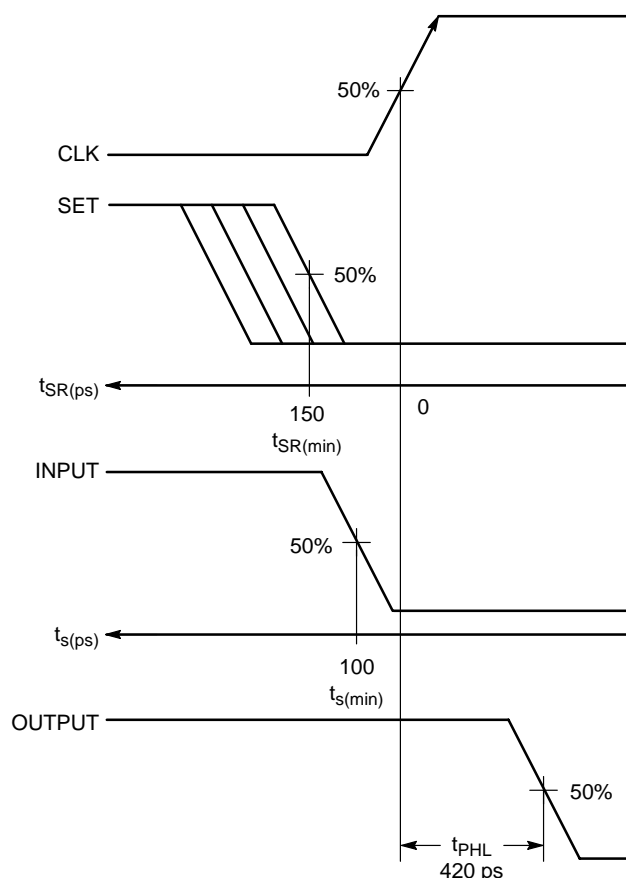 50%
CLK
SET
50%
tSR(ps)
150
0
tSR(min)
INPUT
50%
ts(ps)
100
ts(min)
OUTPUT
50%
tPHL
420 ps